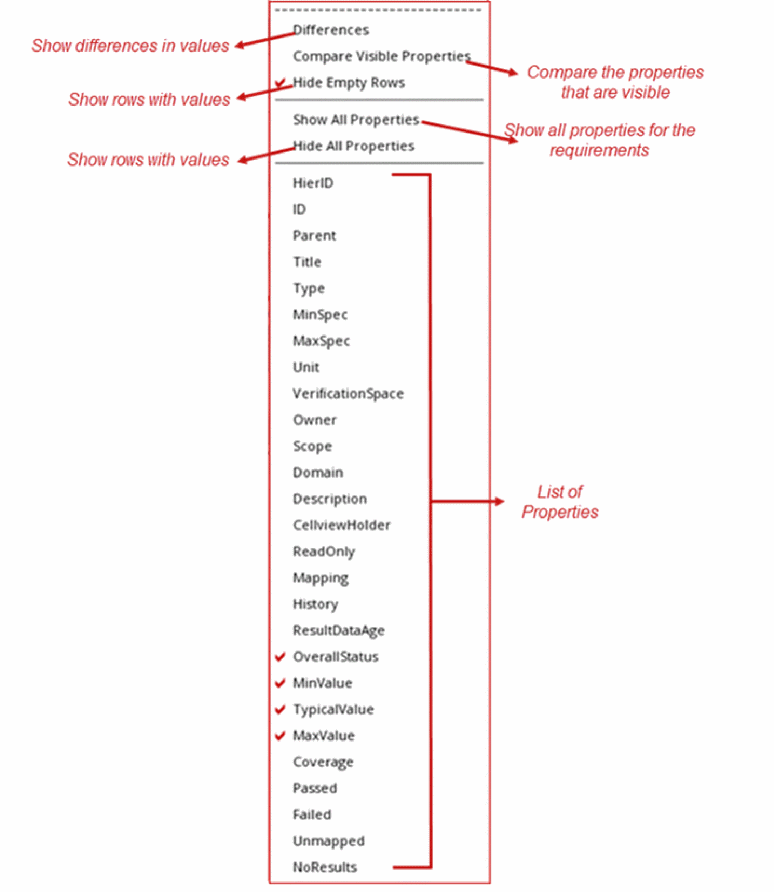 Differences
Show differences in values
Compare Visible Properties
Compare the properties
that are visible
Hide Empty Rows
Show rows with values
Show All Properties
Show all properties for the
requirements
Hide All Properties
Show rows with values
HierID
ID
Parent
Title
Type
MinSpec
MaxSpec
Unit
VerificationSpace
Owner
Scope
Domain
Description
CellviewHolder
ReadOnly
Mapping
History
ResultDataAge
OverallStatus
MinValue
TypicalValue
MaxValue
Coverage
Passed
Failed
Unmapped
NoResults
List of
Properties